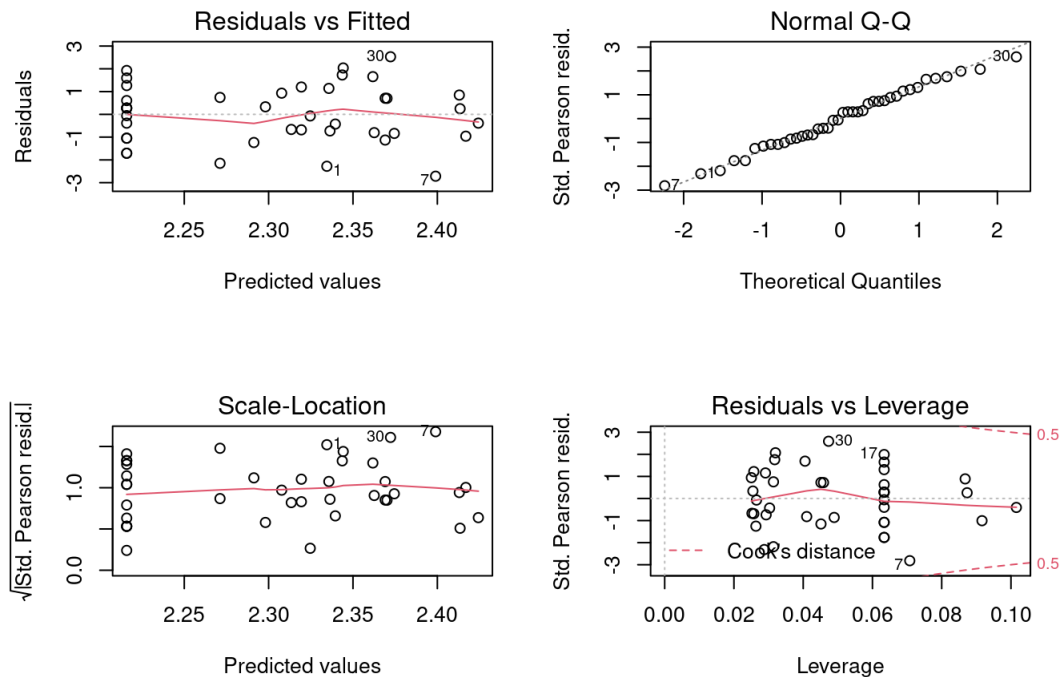 Residuals vs Fitted
Residuals
3
1
-1
-3
30
1
7
2.25 2.30 2.35 2.40
Predicted values
Normal Q-Q
Std. Pearson resid.
3
1
-1
-3
30
1
7
-2 -1 0 1 2
Theoretical Quantiles
Scale-Location
√|Std. Pearson resid.|
1.0
0.0
1
30
7
2.25 2.30 2.35 2.40
Predicted values
Residuals vs Leverage
Std. Pearson resid.
3
1
-1
-3
30
17
7
0.5
0.5
Cook's distance
0.00 0.02 0.04 0.06 0.08 0.10
Leverage